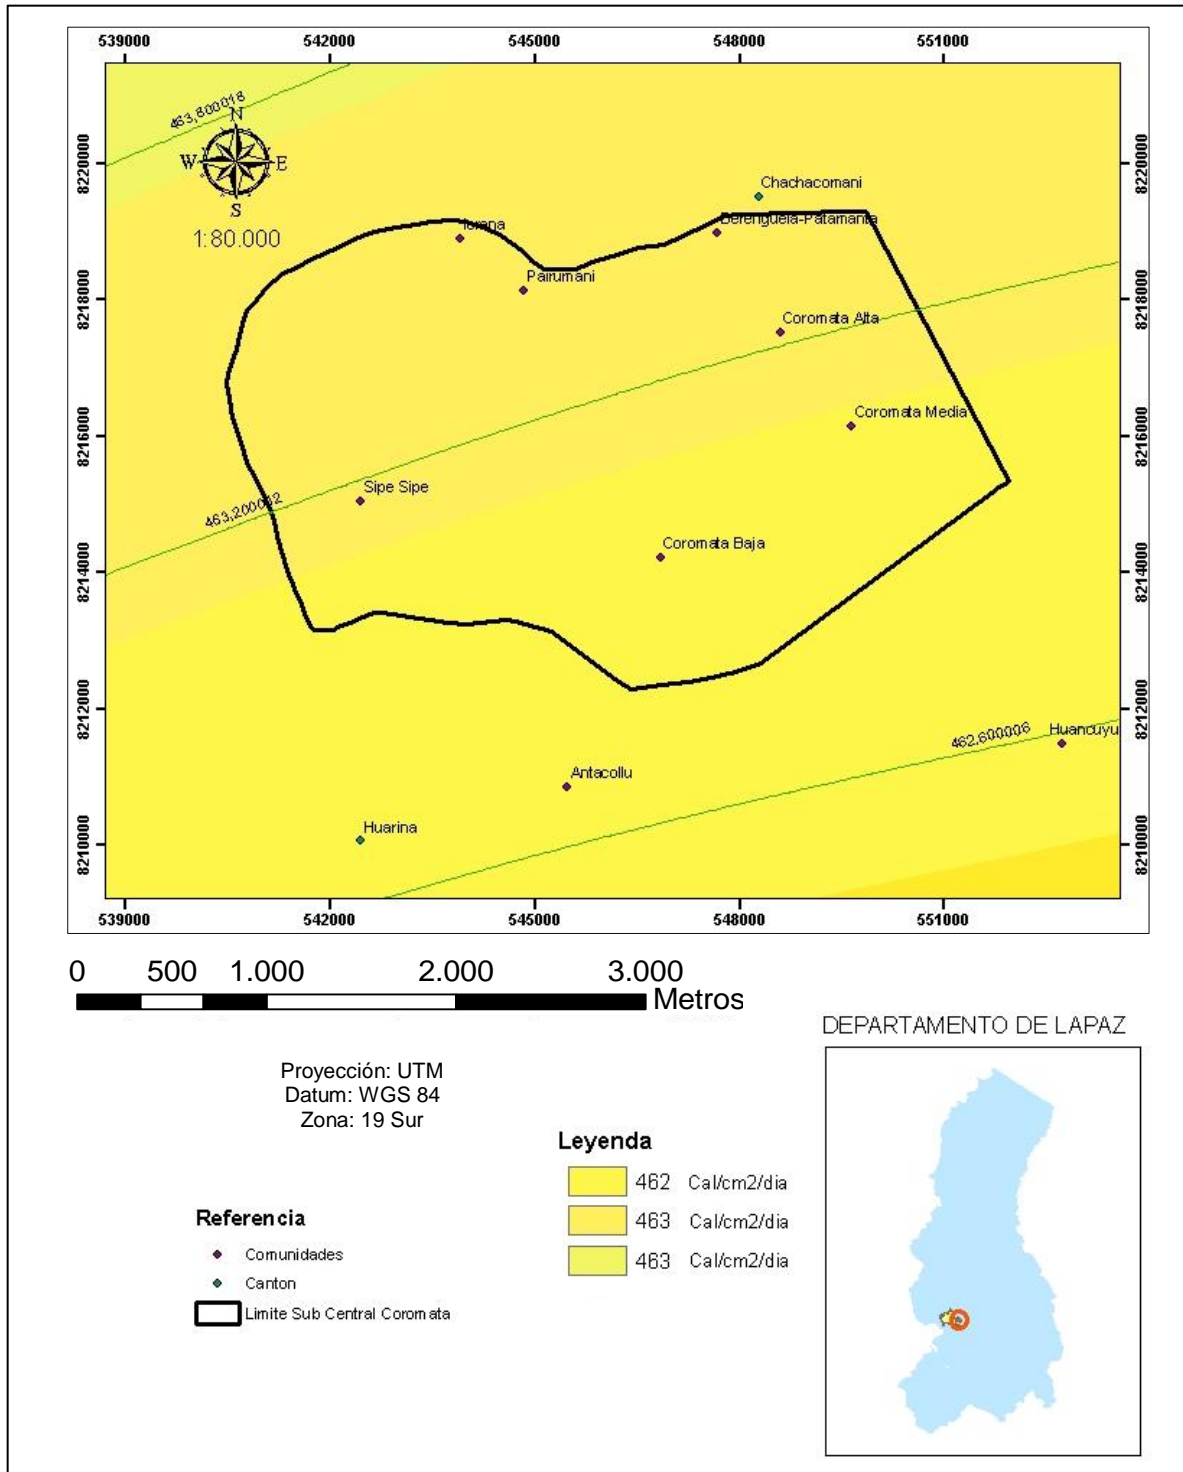 539000 542000 545000 548000 551000
463,800018
N
W E
S
1:80.000
8220000 8220000
Chachacomani
Berenguela-Patamanta
Pairumani
8218000 8218000
Coromata Alta
Coromata Media
8216000 8216000
Sipe Sipe
463,200012
Coromata Baja
8214000 8214000
8212000 8212000
462,600006
Huancuyu
Antacollu
Huarina
8210000 8210000
539000 542000 545000 548000 551000
0 500 1.000 2.000 3.000
Metros
DEPARTAMENTO DE LAPAZ
Proyección: UTM
Datum: WGS 84
Zona: 19 Sur
Leyenda
462 Cal/cm2/dia
463 Cal/cm2/dia
463 Cal/cm2/dia
Referencia
Comunidades
Canton
Limite Sub Central Coromata